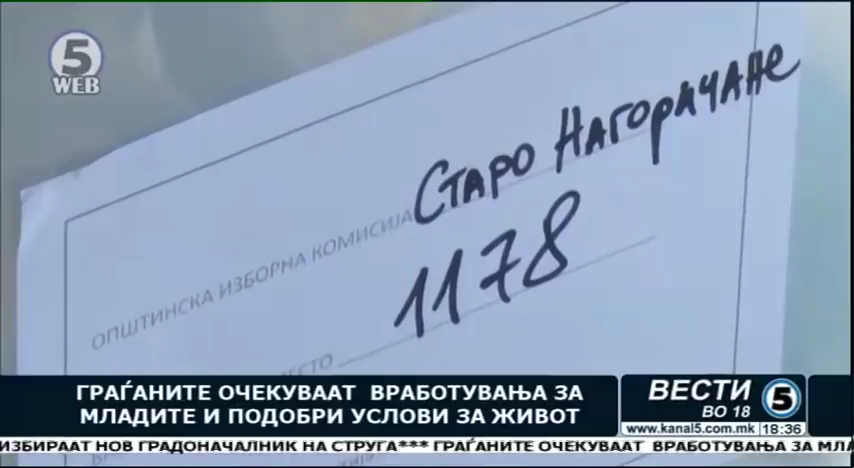 5
WEB
Старо Нагоричане
ОПШТИНСКА ИЗБОРНА КОМИСИЈА
1178
ГРАЃАНИТЕ ОЧЕКУВААТ ВРАБОТУВАЊА ЗА
МЛАДИТЕ И ПОДОБРИ УСЛОВИ ЗА ЖИВОТ
ВЕСТИ
ВО 18
5
www.kanal5.com.mk
18:36
ИЗБИРААТ НОВ ГРАДОНАЧАЛНИК НА СТРУГА*** ГРАЃАНИТЕ ОЧЕКУВААТ ВРАБОТУВАЊА ЗА МЛА